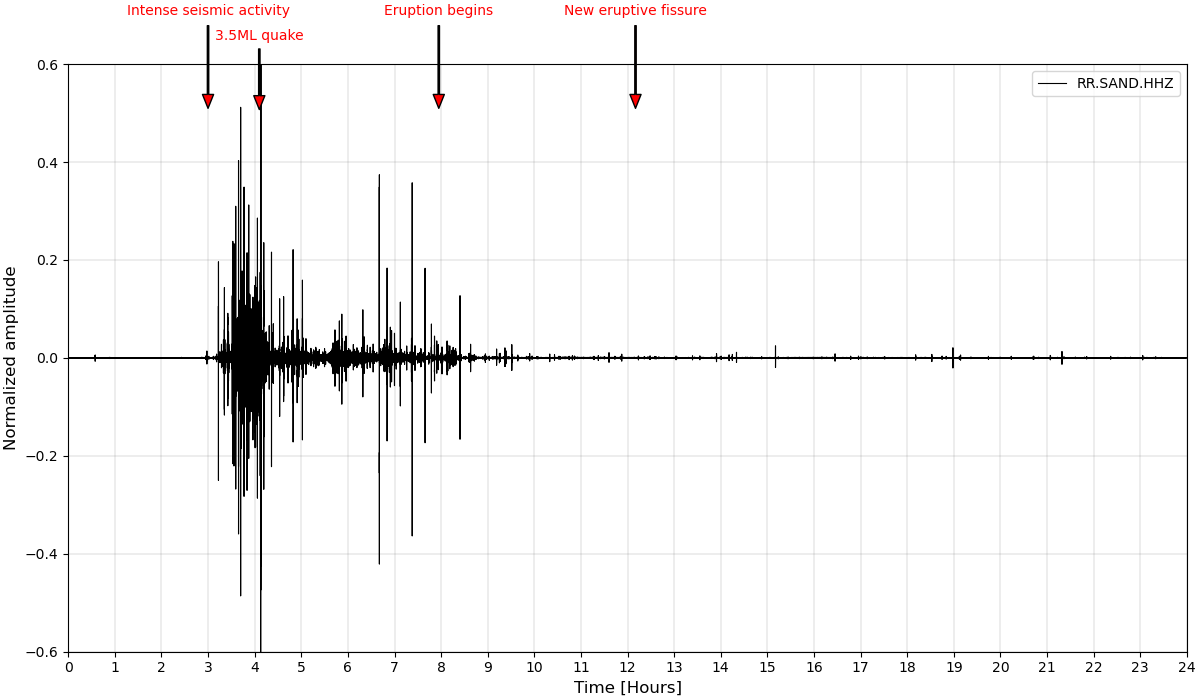 Intense seismic activity
Eruption begins
New eruptive fissure
3.5ML quake
RR.SAND.HHZ
0.6
0.4
0.2
0.0
−0.2
−0.4
−0.6
Normalized amplitude
0 1 2 3 4 5 6 7 8 9 10 11 12 13 14 15 16 17 18 19 20 21 22 23 24
Time [Hours]